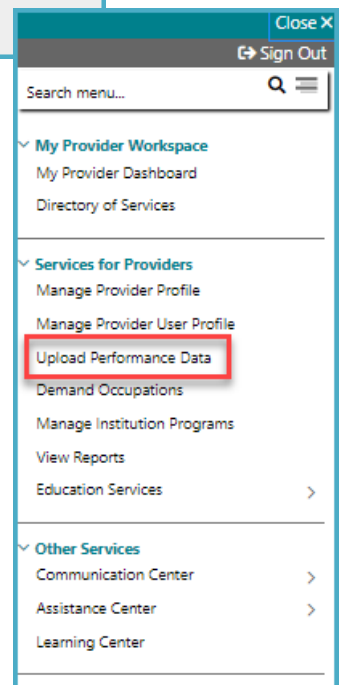 Close X
Sign Out
Search menu...
My Provider Workspace
My Provider Dashboard
Directory of Services
Services for Providers
Manage Provider Profile
Manage Provider User Profile
Upload Performance Data
Demand Occupations
Manage Institution Programs
View Reports
Education Services
Other Services
Communication Center
Assistance Center
Learning Center